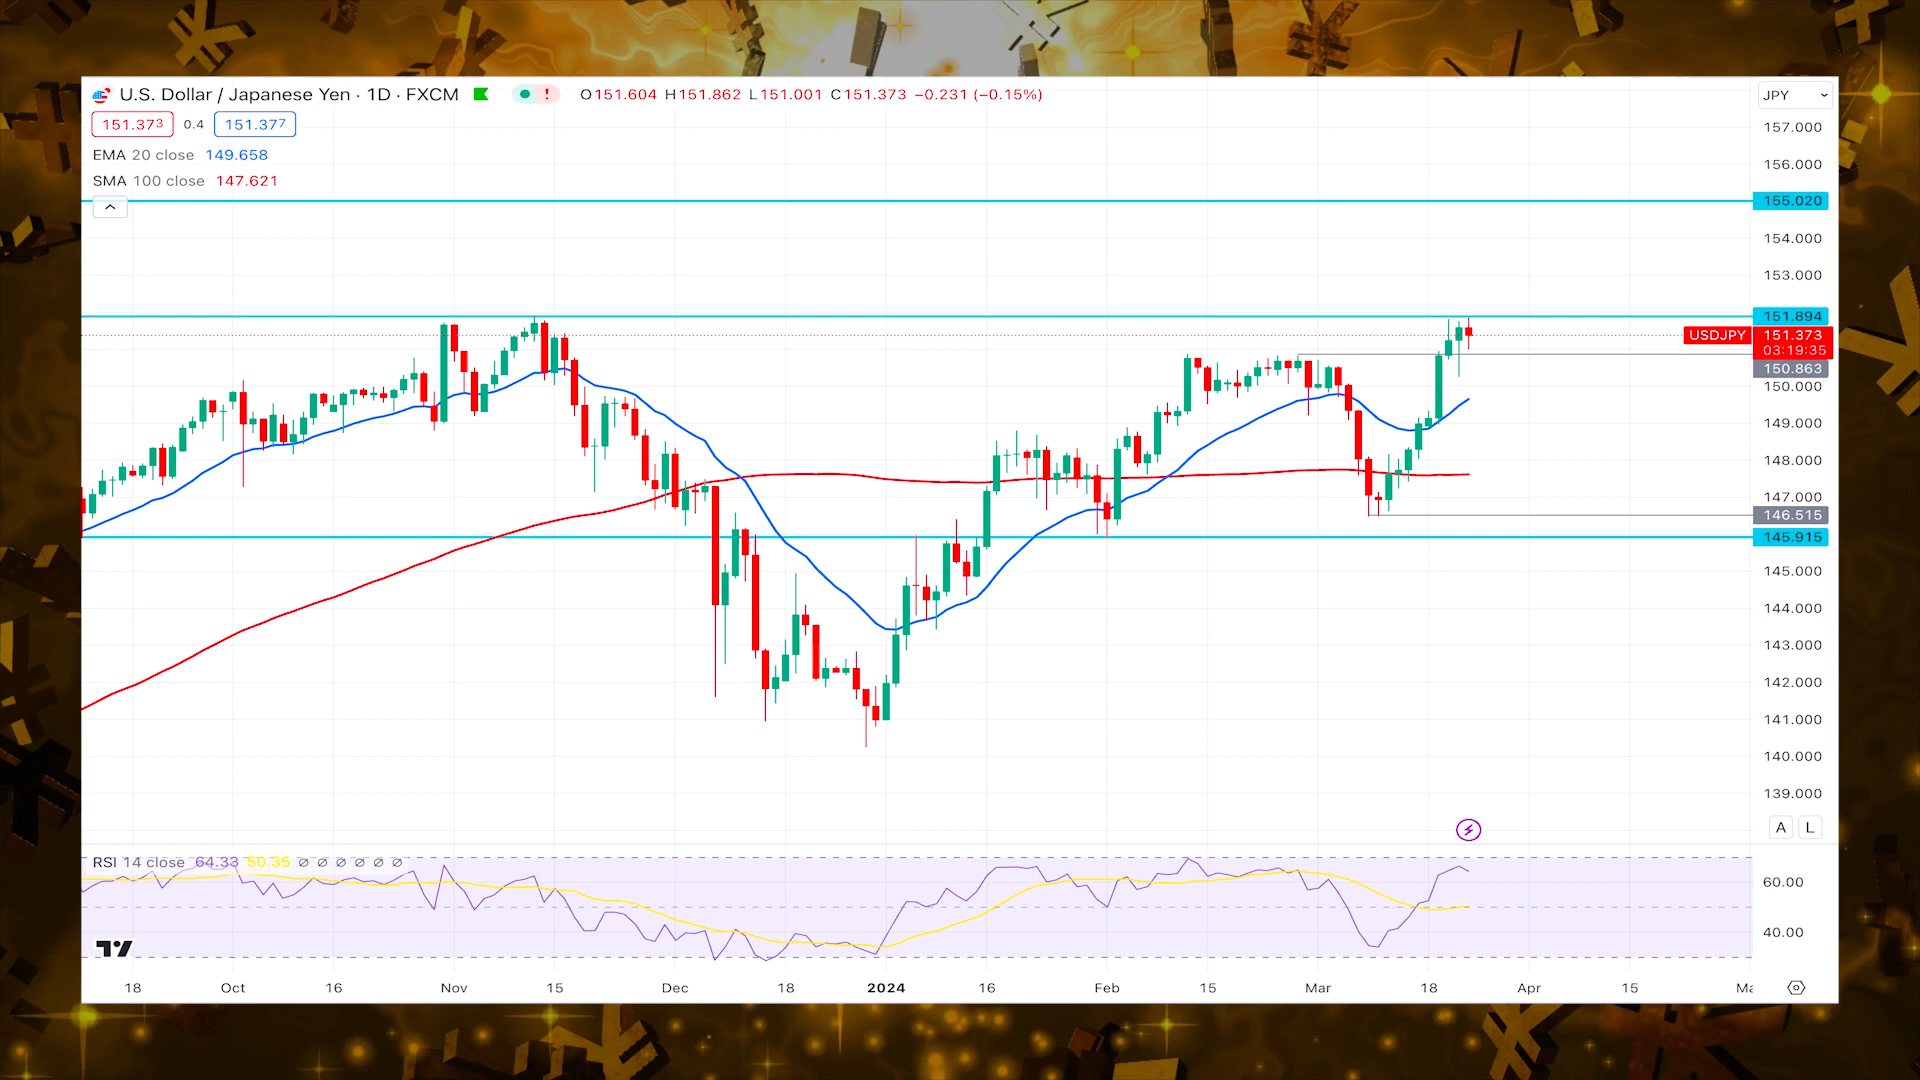 U.S. Dollar / Japanese Yen · 1D · FXCM O151.604 H151.862 L151.001 C151.373 −0.231 (−0.15%)
JPY
151.373 0.4 151.377
EMA 20 close 149.658
SMA 100 close 147.621
157.000
156.000
155.020
154.000
153.000
151.894
USDJPY 151.373
03:19:35
150.863
150.000
149.000
148.000
147.000
146.515
145.915
145.000
144.000
143.000
142.000
141.000
140.000
139.000
A L
RSI 14 close 64.33 50.35 ∅ ∅ ∅ ∅ ∅ ∅
60.00
40.00
18 Oct 16 Nov 15 Dec 18 2024 16 Feb 15 Mar 18 Apr 15 Ma